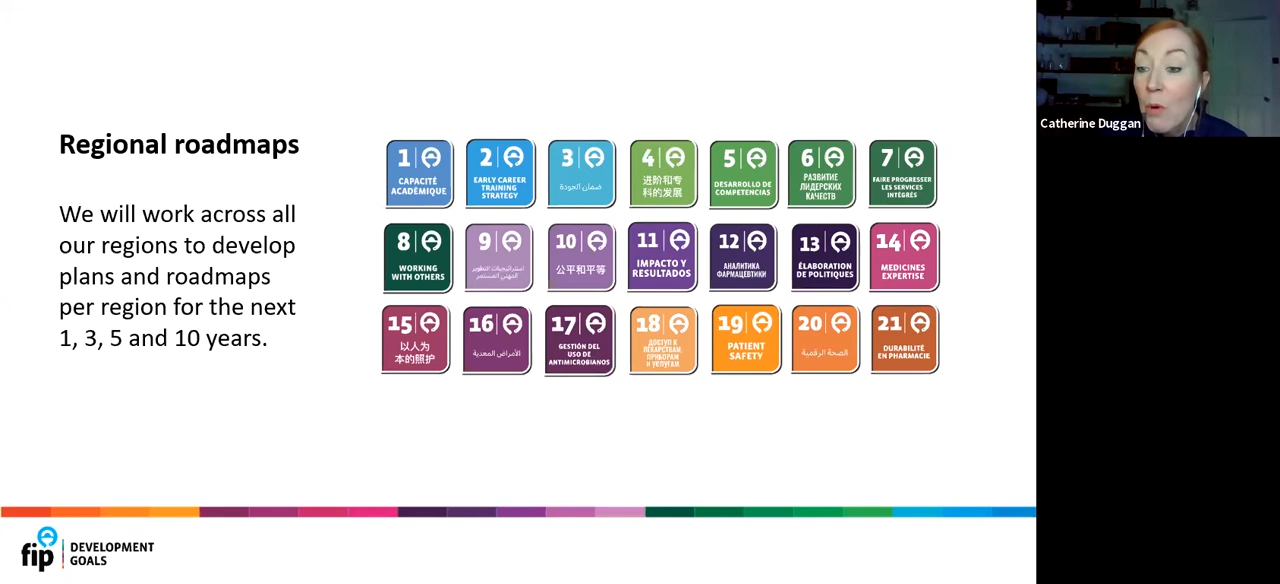 Regional roadmaps
We will work across all
our regions to develop
plans and roadmaps
per region for the next
1, 3, 5 and 10 years.
1
CAPACITÉ
ACADÉMIQUE
2
EARLY CAREER
TRAINING
STRATEGY
3
ضمان الجودة
4
进阶和专
科的发展
5
DESARROLLO DE
COMPETENCIAS
6
РАЗВИТИЕ
ЛИДЕРСКИХ
КАЧЕСТВ
7
FAIRE PROGRESSER
LES SERVICES
INTÉGRÉS
8
WORKING
WITH OTHERS
9
استراتيجيات التطوير
المهني المستمر
10
公平和平等
11
IMPACTO Y
RESULTADOS
12
АНАЛИТИКА
ФАРМАЦЕВТИКИ
13
ÉLABORATION
DE POLITIQUES
14
MEDICINES
EXPERTISE
15
以人为
本的照护
16
الأمراض المعدية
17
GESTIÓN DEL
USO DE
ANTIMICROBIANOS
18
ДОСТУП К
ЛЕКАРСТВАМ,
ПРИБОРАМ
И УСЛУГАМ
19
PATIENT
SAFETY
20
الصحة الرقمية
21
DURABILITÉ
EN PHARMACIE
fip
DEVELOPMENT
GOALS
Catherine Duggan